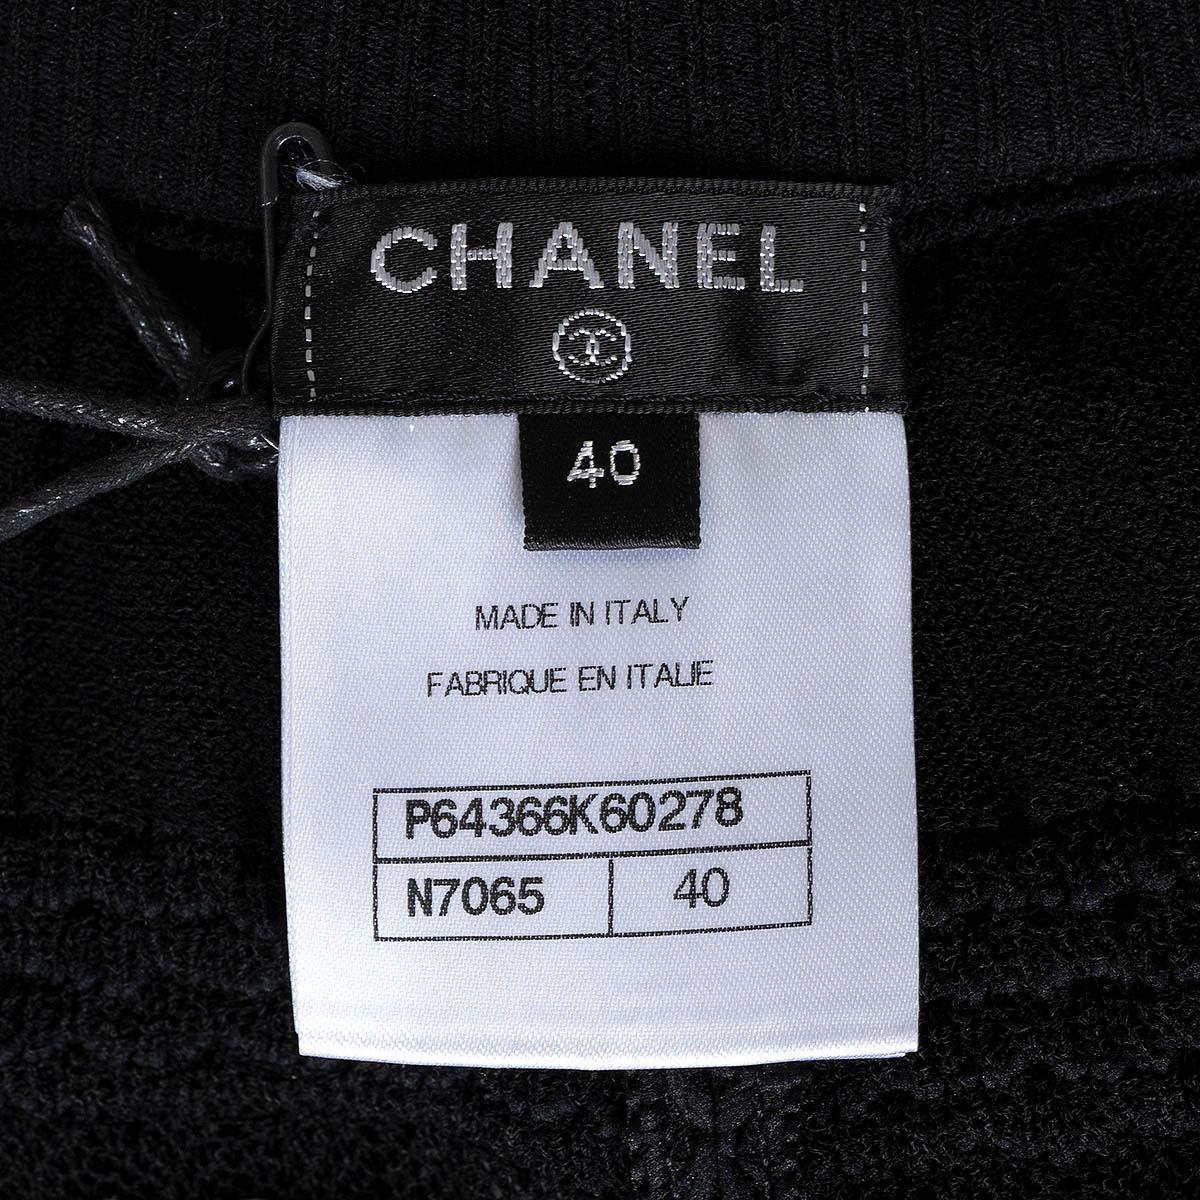 CHANEL
40
MADE IN ITALY
FABRIQUE EN ITALIE
P64366K60278
N7065 40